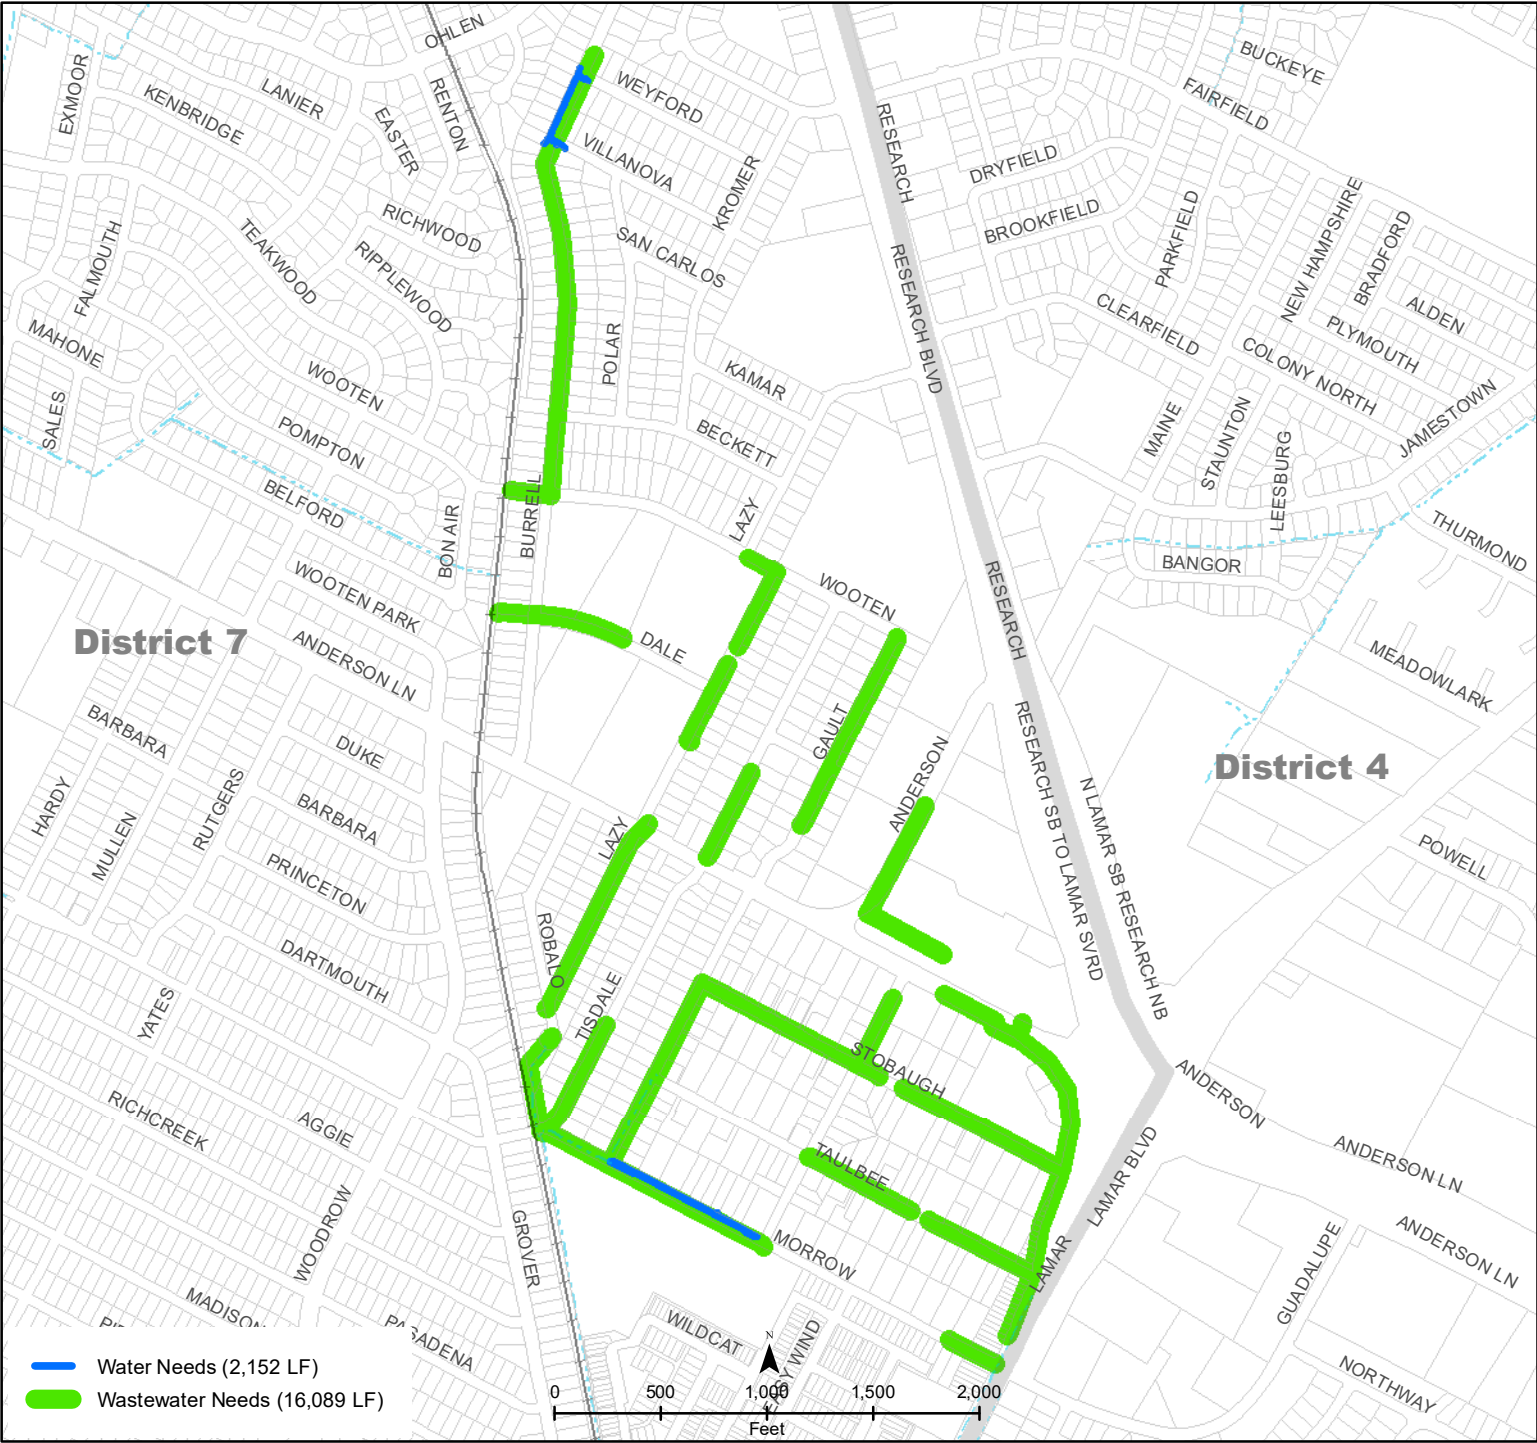 OHLEN
BUCKEYE
EXMOOR
LANIER
RENTON
WEYFORD
FAIRFIELD
KENBRIDGE
EASTER
VILLANOVA
RESEARCH
DRYFIELD
KROMER
NEW HAMPSHIRE
BROOKFIELD
PARKFIELD
BRADFORD
RICHWOOD
FALMOUTH
TEAKWOOD
RIPPLEWOOD
SAN CARLOS
RESEARCH BLVD
CLEARFIELD
ALDEN
PLYMOUTH
MAHONE
POLAR
KAMAR
COLONY NORTH
WOOTEN
JAMESTOWN
SALES
POMPTON
BECKETT
MAINE
STAUNTON
LEESBURG
BELFORD
BON AIR
BURRELL
LAZY
THURMOND
BANGOR
WOOTEN PARK
WOOTEN
RESEARCH
District 7
ANDERSON LN
DALE
MEADOWLARK
BARBARA
DUKE
GAULT
ANDERSON
RESEARCH SB TO LAMAR SVRD
District 4
HARDY
RUTGERS
BARBARA
LAZY
N LAMAR SB RESEARCH NB
MULLEN
PRINCETON
POWELL
ROBALO
DARTMOUTH
TISDALE
YATES
STOBAUGH
ANDERSON
RICHCREEK
AGGIE
TAULBEE
LAMAR BLVD
ANDERSON LN
WOODROW
GROVER
MORROW
LAMAR
GUADALUPE
ANDERSON LN
MADISON
PASADENA
WILDCAT
N
NORTHWAY
Water Needs (2,152 LF)
Wastewater Needs (16,089 LF)
0 500 1,000 1,500 2,000
Feet